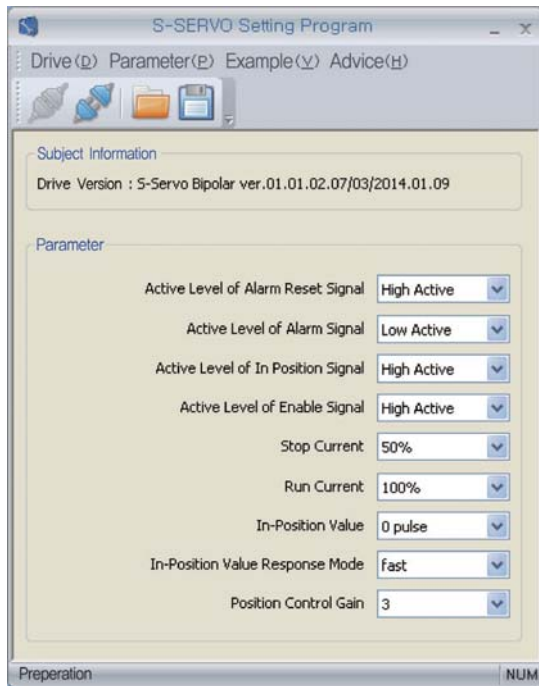 S-SERVO Setting Program
Drive(D) Parameter(P) Example(V) Advice(H)
Subject Information
Drive Version : S-Servo Bipolar ver.01.01.02.07/03/2014.01.09
Parameter
Active Level of Alarm Reset Signal High Active
Active Level of Alarm Signal Low Active
Active Level of In Position Signal High Active
Active Level of Enable Signal High Active
Stop Current 50%
Run Current 100%
In-Position Value 0 pulse
In-Position Value Response Mode fast
Position Control Gain 3
Preperation NUM